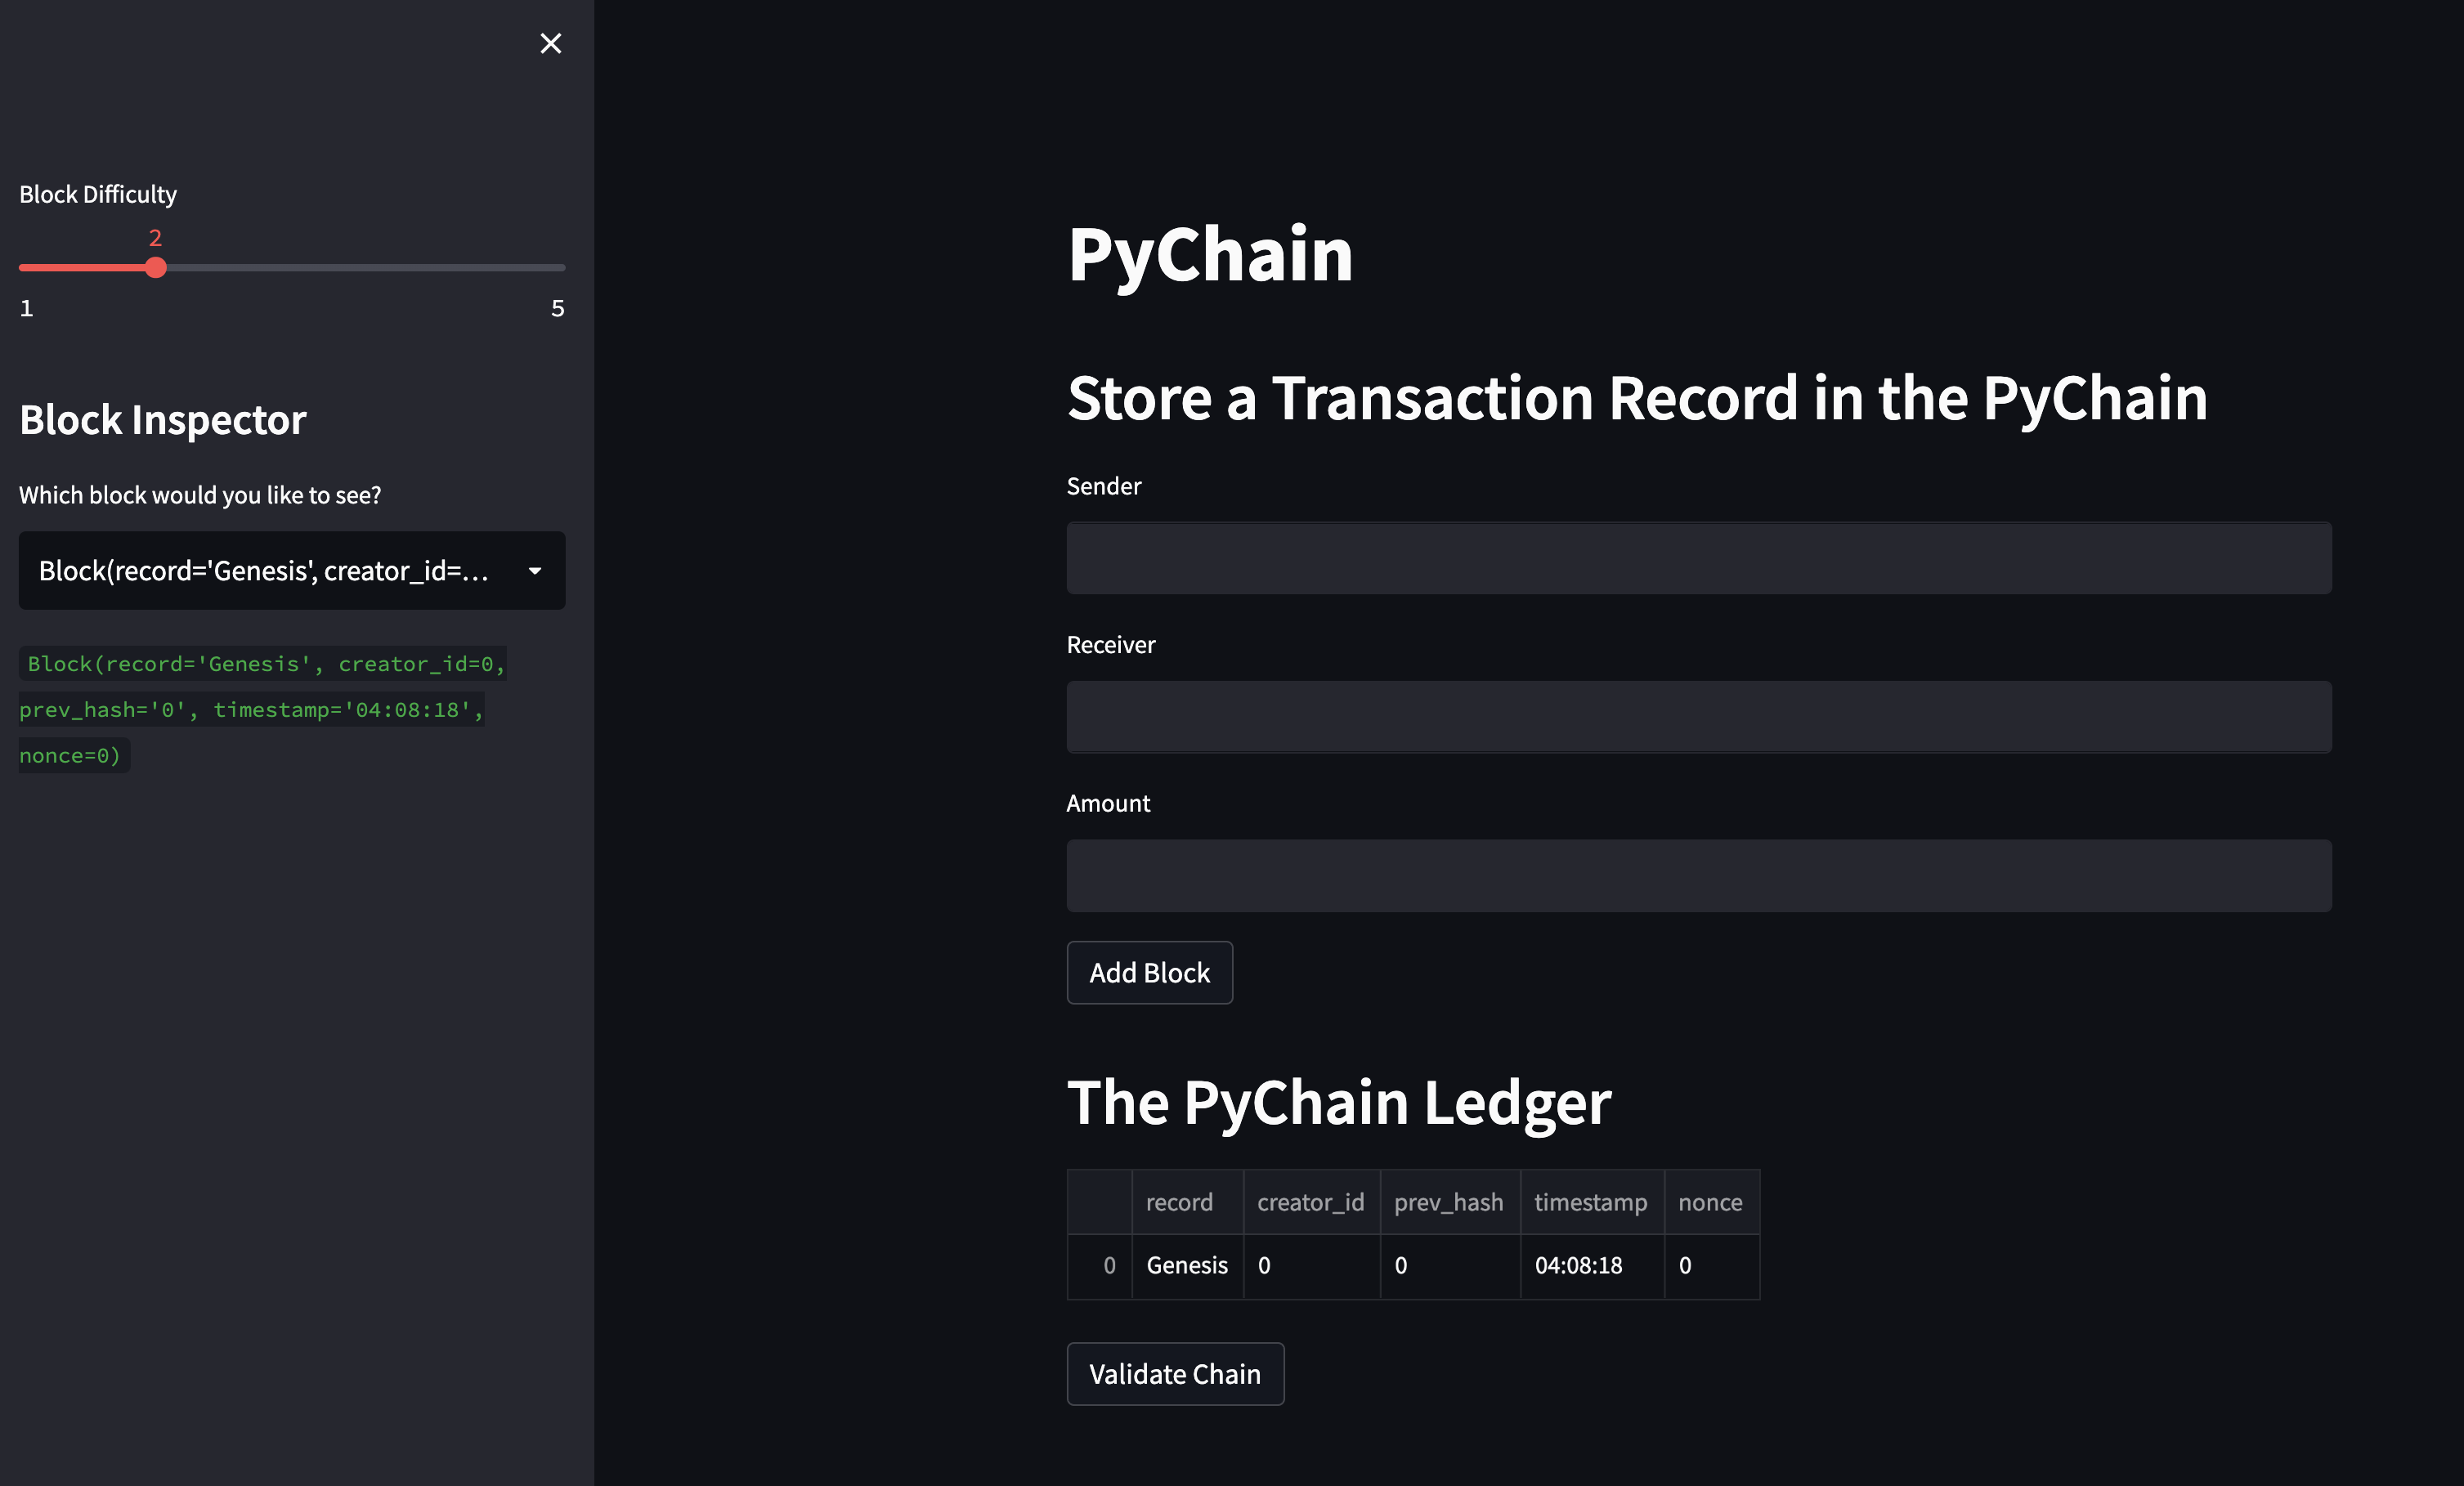 Block Difficulty
2
1 5
Block Inspector
Which block would you like to see?
Block(record='Genesis', creator_id=...
Block(record='Genesis', creator_id=0,
prev_hash='0', timestamp='04:08:18',
nonce=0)
PyChain
Store a Transaction Record in the PyChain
Sender
Receiver
Amount
Add Block
The PyChain Ledger
record creator_id prev_hash timestamp nonce
0 Genesis 0 0 04:08:18 0
Validate Chain